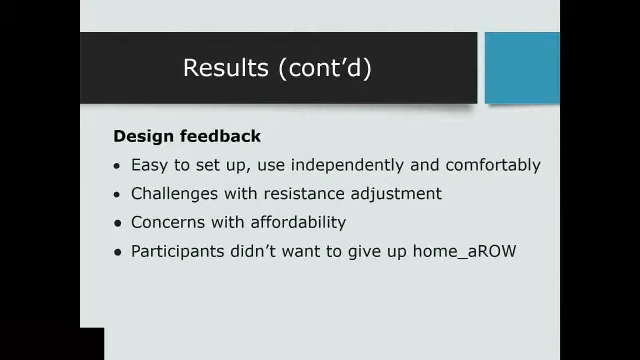 Results (cont’d)
Design feedback
• Easy to set up, use independently and comfortably
• Challenges with resistance adjustment
• Concerns with affordability
• Participants didn’t want to give up home_aROW